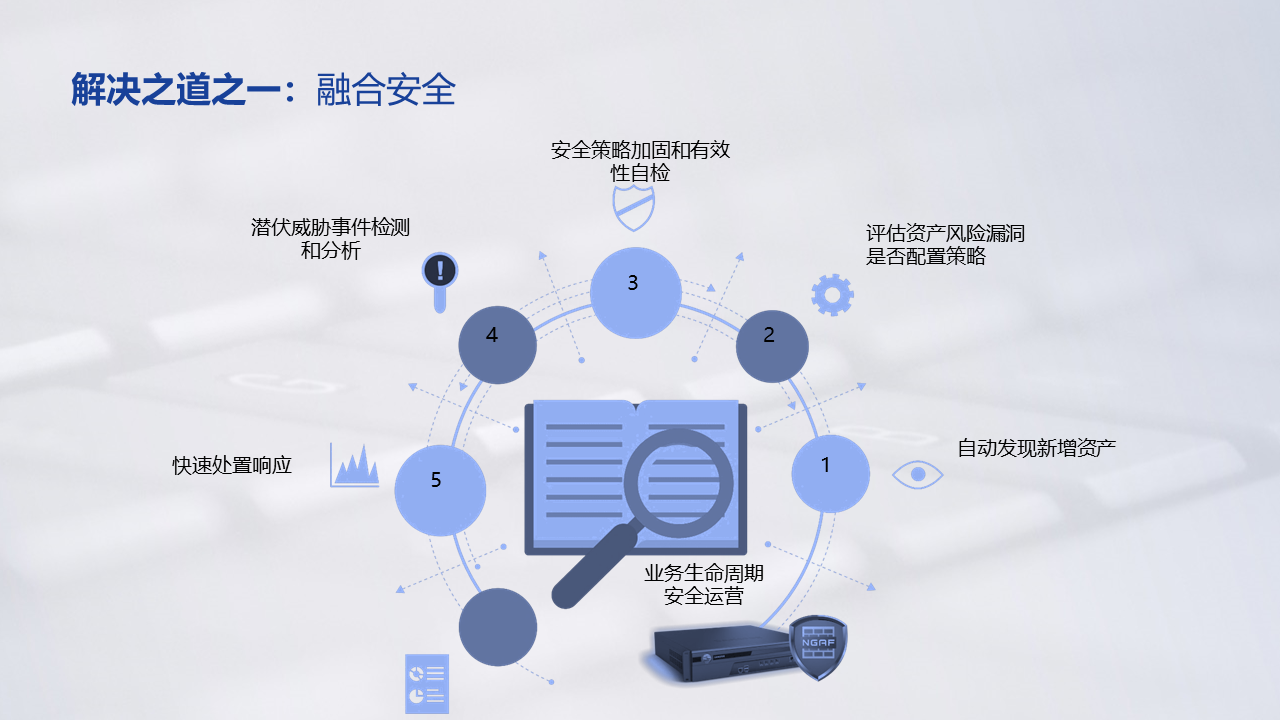 解决之道之一：融合安全
安全策略加固和有效
性自检
潜伏威胁事件检测
和分析
评估资产风险漏洞
是否配置策略
!
3
4
2
快速处置响应
5
1
自动发现新增资产
业务生命周期
安全运营
NGAF